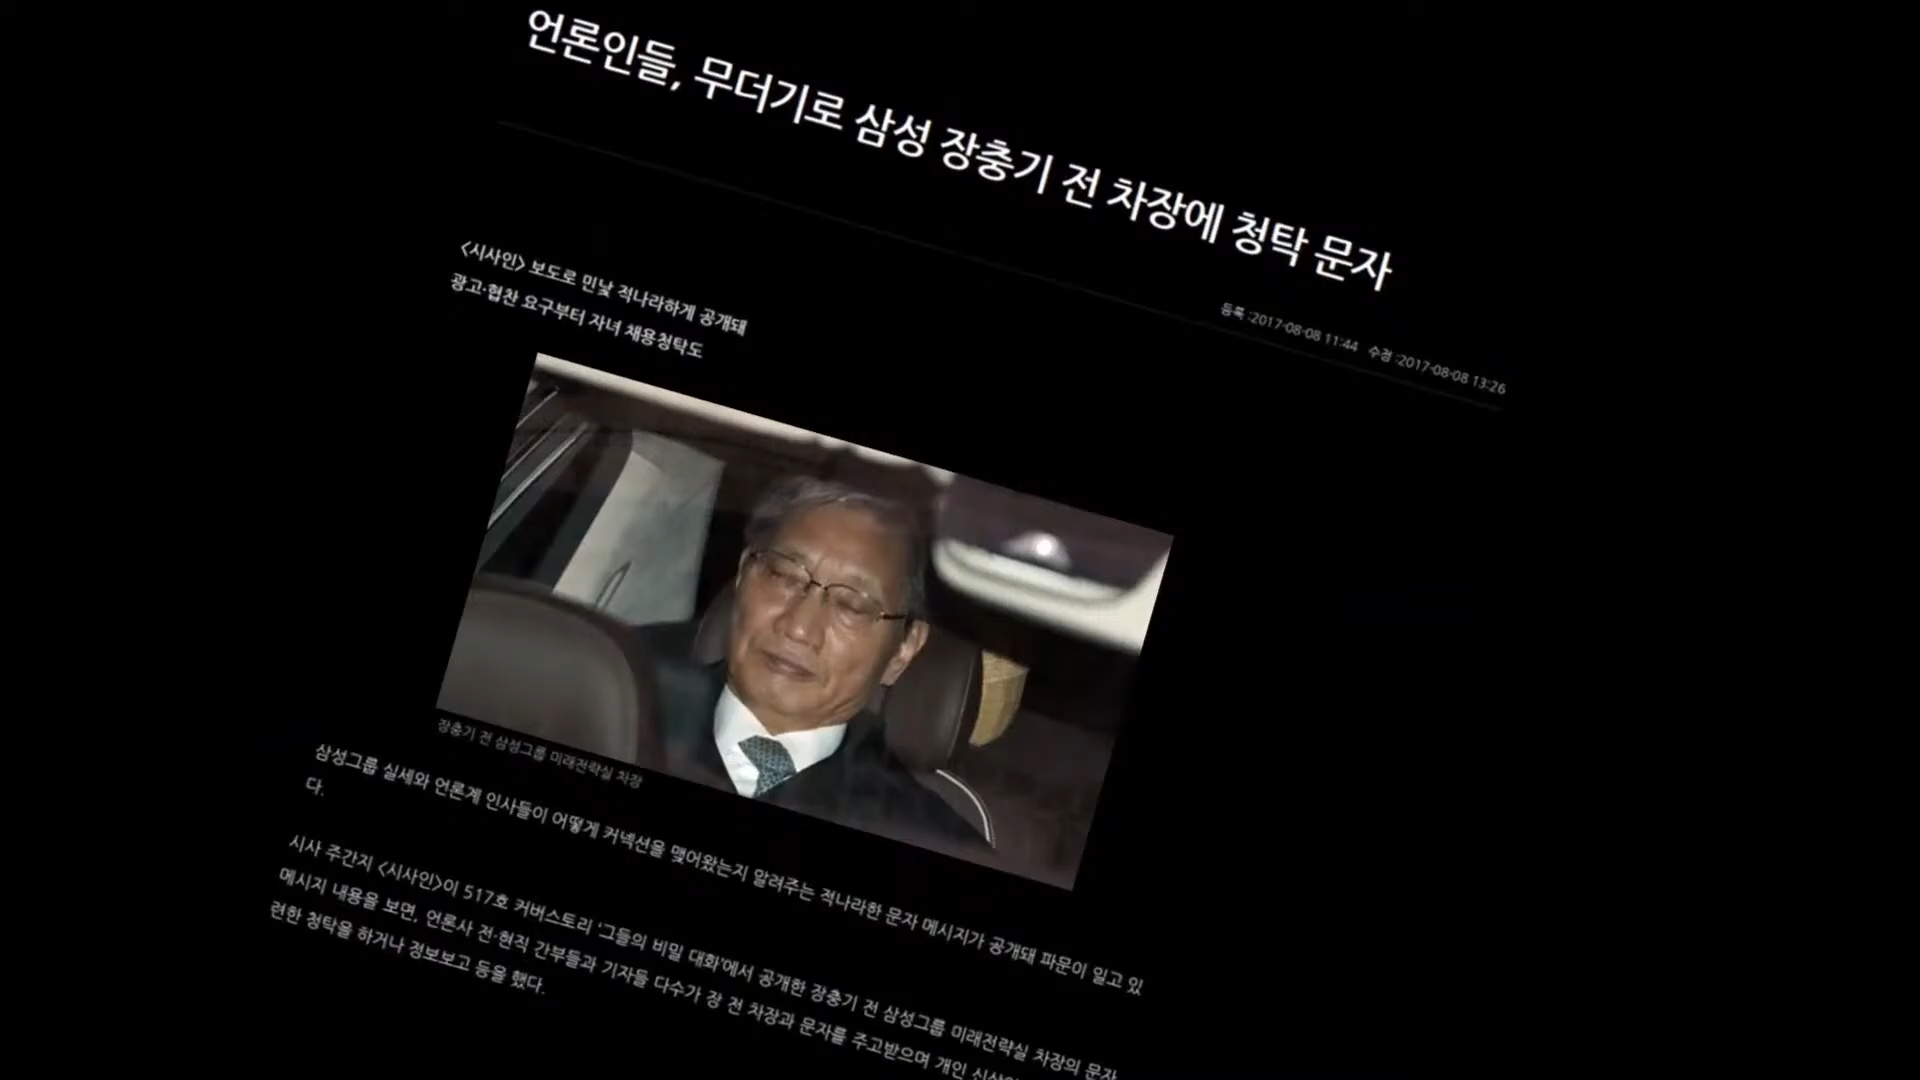 언론인들, 무더기로 삼성 장충기 전 차장에 청탁 문자
등록 :2017-08-08 11:44 수정 :2017-08-08 13:26
<시사인> 보도로 민낯 적나라하게 공개돼
광고·협찬 요구부터 자녀 채용청탁도
장충기 전 삼성그룹 미래전략실 차장
삼성그룹 실세와 언론계 인사들이 어떻게 커넥션을 맺어왔는지 알려주는 적나라한 문자 메시지가 공개돼 파문이 일고 있
다.
시사 주간지 <시사인>이 517호 커버스토리 ‘그들의 비밀 대화’에서 공개한 장충기 전 삼성그룹 미래전략실 차장의 문자
메시지 내용을 보면, 언론사 전·현직 간부들과 기자들 다수가 장 전 차장과 문자를 주고받으며 개인
련한 청탁을 하거나 정보보고 등을 했다.